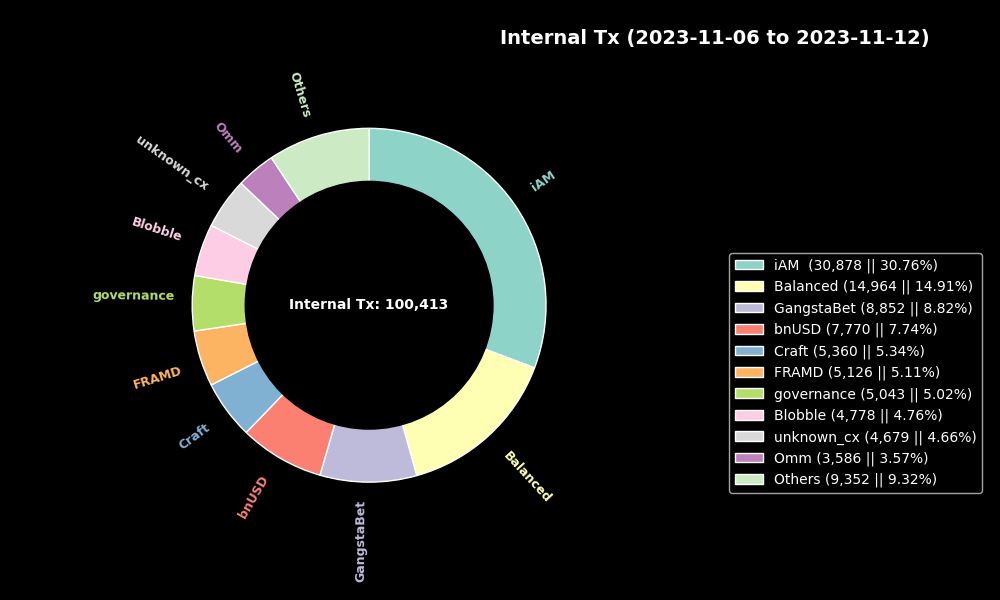 Internal Tx (2023-11-06 to 2023-11-12)
Others
Omm
unknown_cx
iAM
Blobble
governance
Internal Tx: 100,413
FRAMD
Craft
Balanced
bnUSD
GangstaBet
iAM  (30,878 || 30.76%)
Balanced (14,964 || 14.91%)
GangstaBet (8,852 || 8.82%)
bnUSD (7,770 || 7.74%)
Craft (5,360 || 5.34%)
FRAMD (5,126 || 5.11%)
governance (5,043 || 5.02%)
Blobble (4,778 || 4.76%)
unknown_cx (4,679 || 4.66%)
Omm (3,586 || 3.57%)
Others (9,352 || 9.32%)